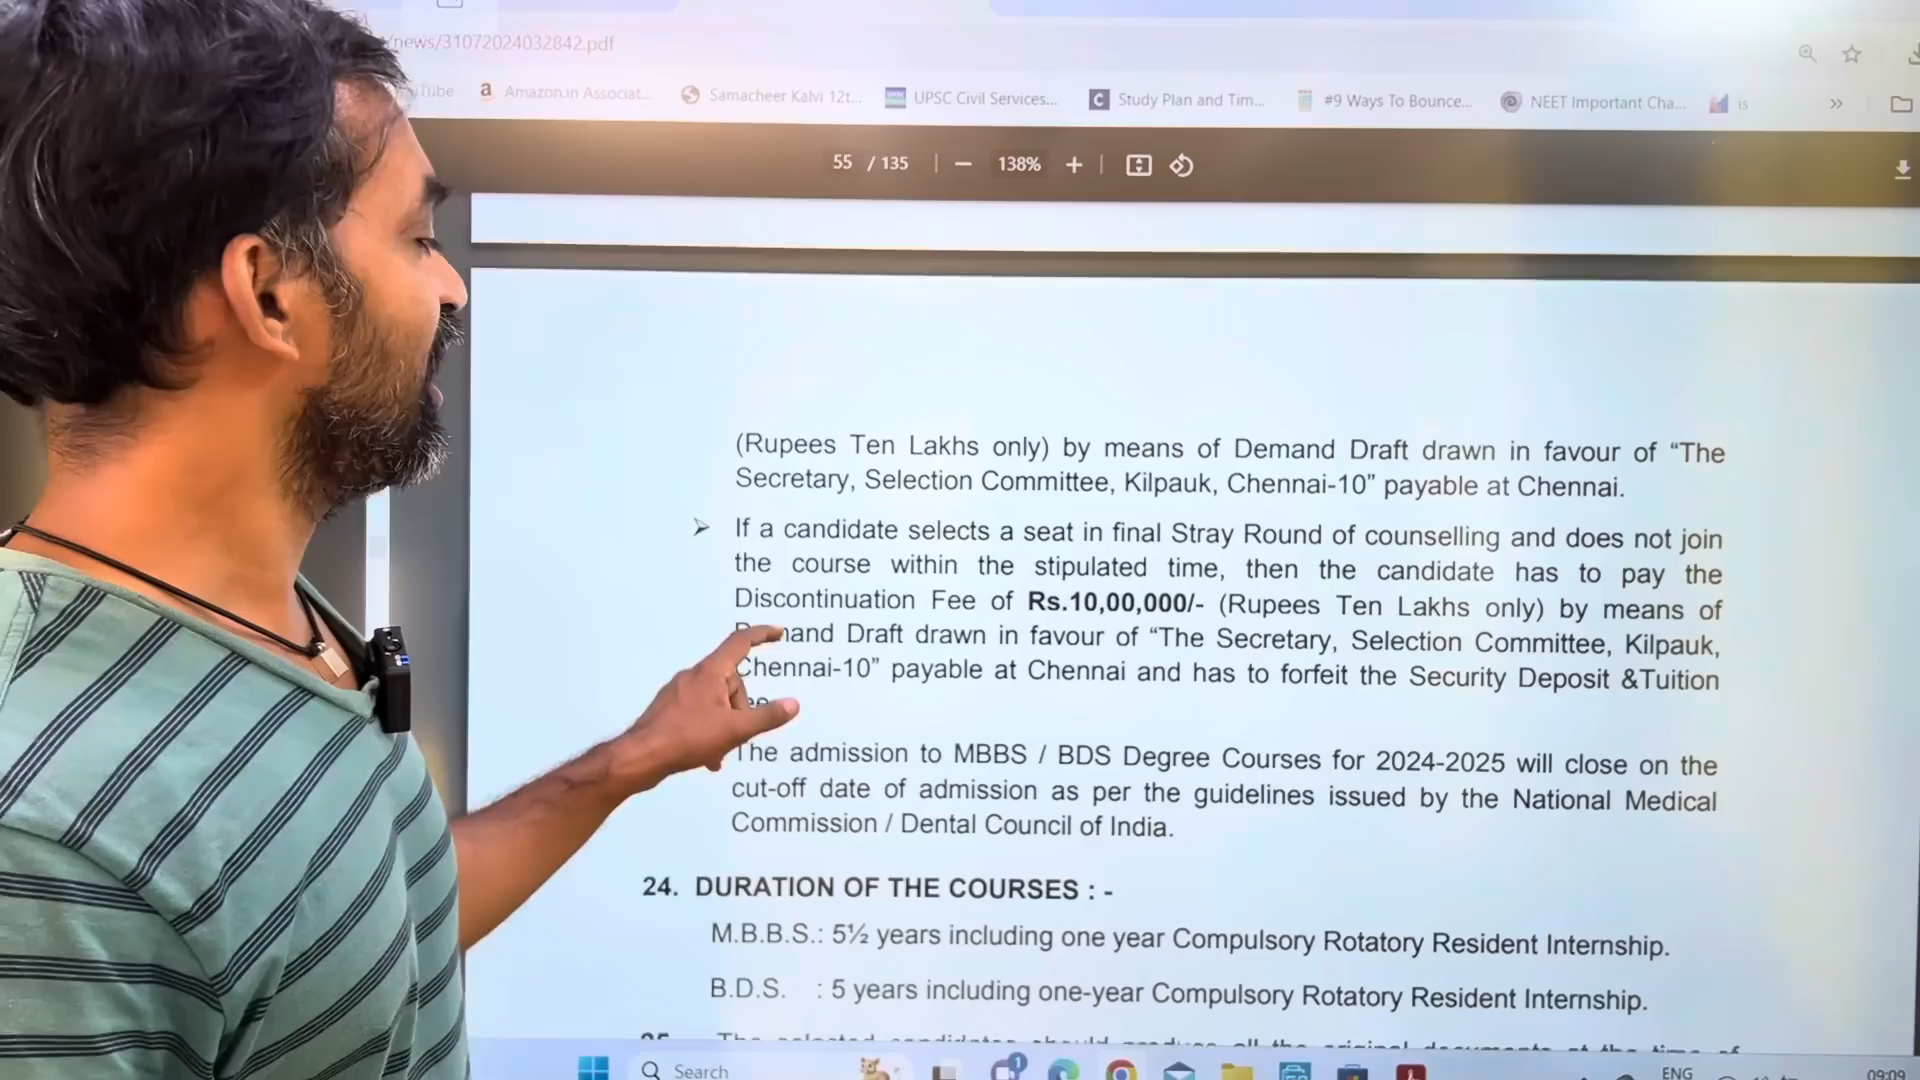 /news/31072024032842.pdf
Tube
Amazon.in Associat...
Samacheer Kalvi 12t...
UPSC Civil Services...
Study Plan and Tim...
#9 Ways To Bounce...
NEET Important Cha...
is
55 / 135
138%
(Rupees Ten Lakhs only) by means of Demand Draft drawn in favour of “The
Secretary, Selection Committee, Kilpauk, Chennai-10” payable at Chennai.
➢ If a candidate selects a seat in final Stray Round of counselling and does not join
the course within the stipulated time, then the candidate has to pay the
Discontinuation Fee of Rs.10,00,000/- (Rupees Ten Lakhs only) by means of
Demand Draft drawn in favour of “The Secretary, Selection Committee, Kilpauk,
Chennai-10” payable at Chennai and has to forfeit the Security Deposit &Tuition
The admission to MBBS / BDS Degree Courses for 2024-2025 will close on the
cut-off date of admission as per the guidelines issued by the National Medical
Commission / Dental Council of India.
24. DURATION OF THE COURSES : -
M.B.B.S.: 5½ years including one year Compulsory Rotatory Resident Internship.
B.D.S. : 5 years including one-year Compulsory Rotatory Resident Internship.
Search
1
ENG
09:09